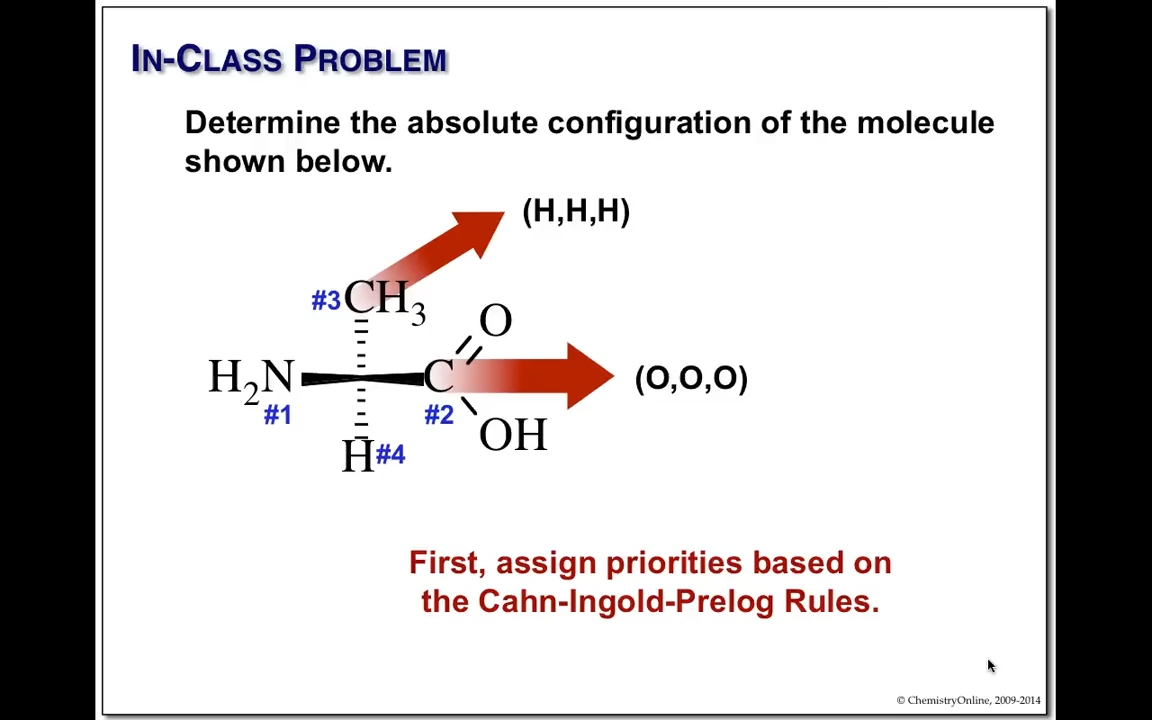 IN-CLASS PROBLEM
Determine the absolute configuration of the molecule
shown below.
(H,H,H)
#3 CH3
O
H2N C (O,O,O)
#1 #2
OH
H #4
First, assign priorities based on
the Cahn-Ingold-Prelog Rules.
© ChemistryOnline, 2009-2014